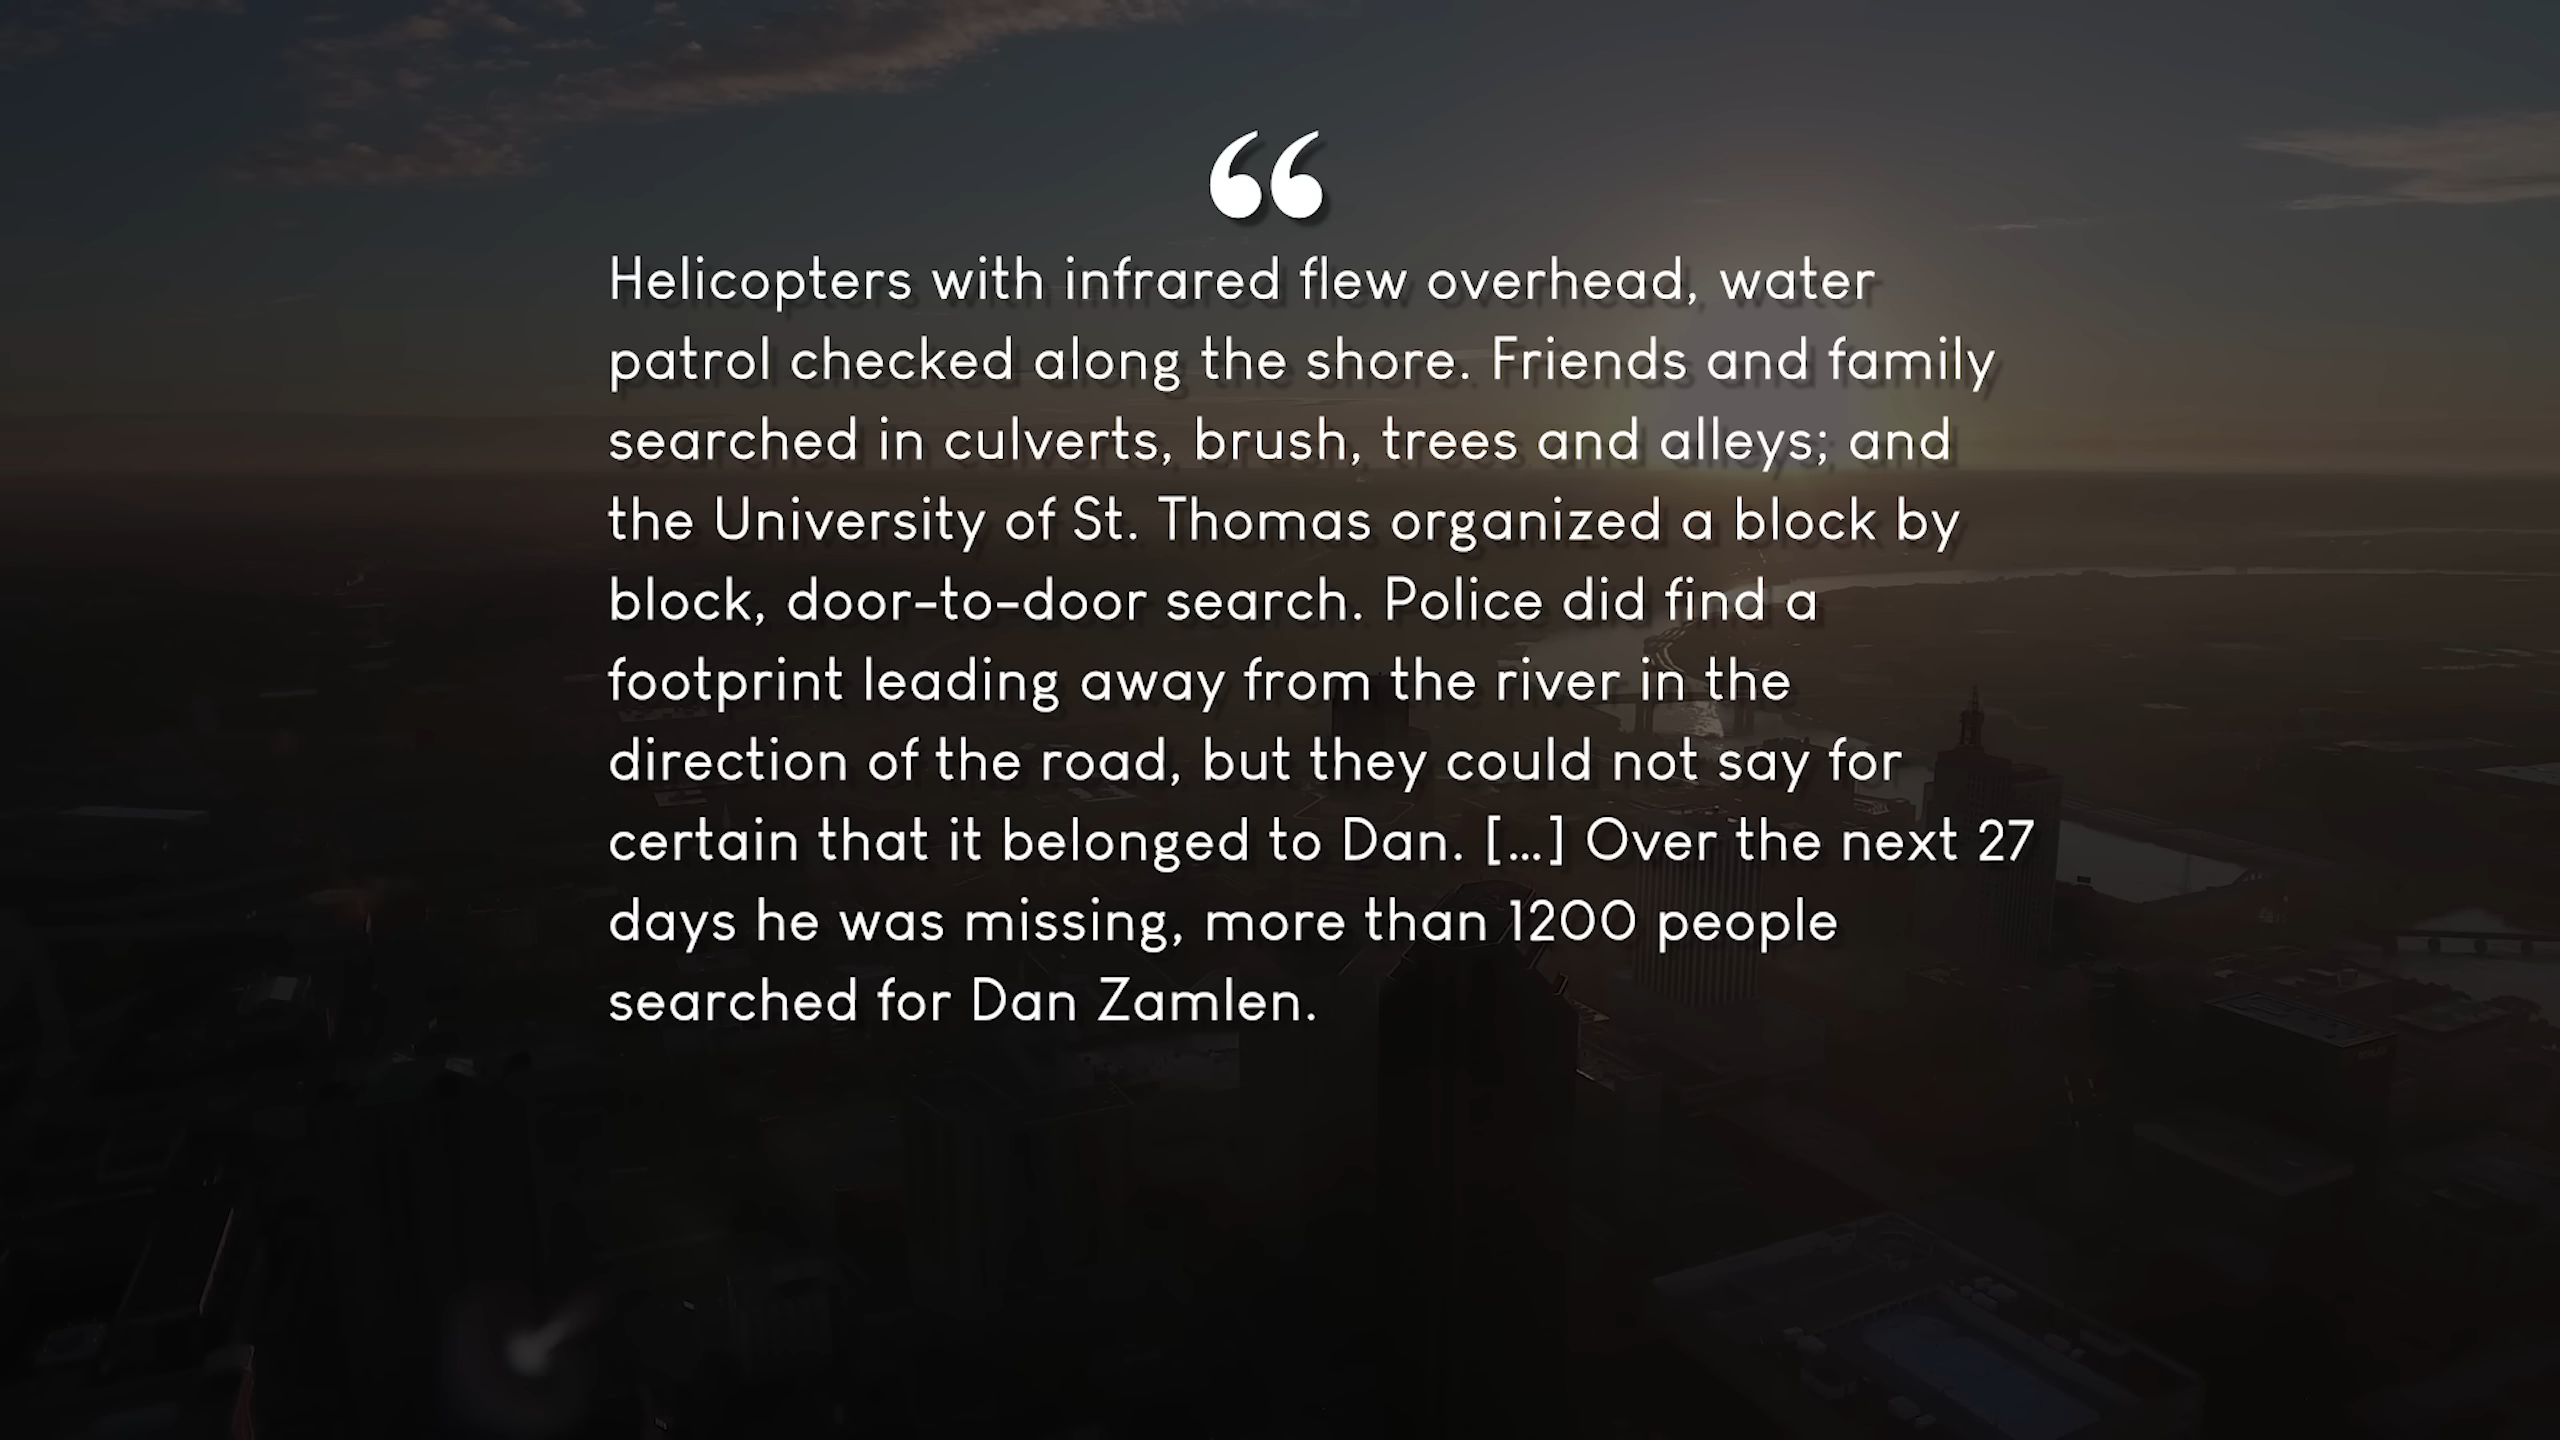 “
Helicopters with infrared flew overhead, water
patrol checked along the shore. Friends and family
searched in culverts, brush, trees and alleys; and
the University of St. Thomas organized a block by
block, door-to-door search. Police did find a
footprint leading away from the river in the
direction of the road, but they could not say for
certain that it belonged to Dan. [...] Over the next 27
days he was missing, more than 1200 people
searched for Dan Zamlen.